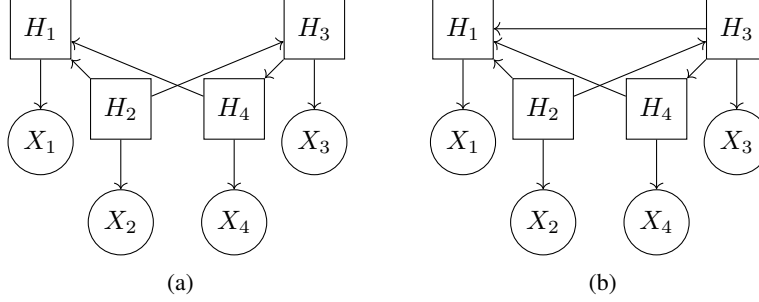 H₁ H₃ H₁ H₃
H₂ H₄ H₂ H₄
X₁ X₃ X₁ X₃
X₂ X₄ X₂ X₄
(a) (b)